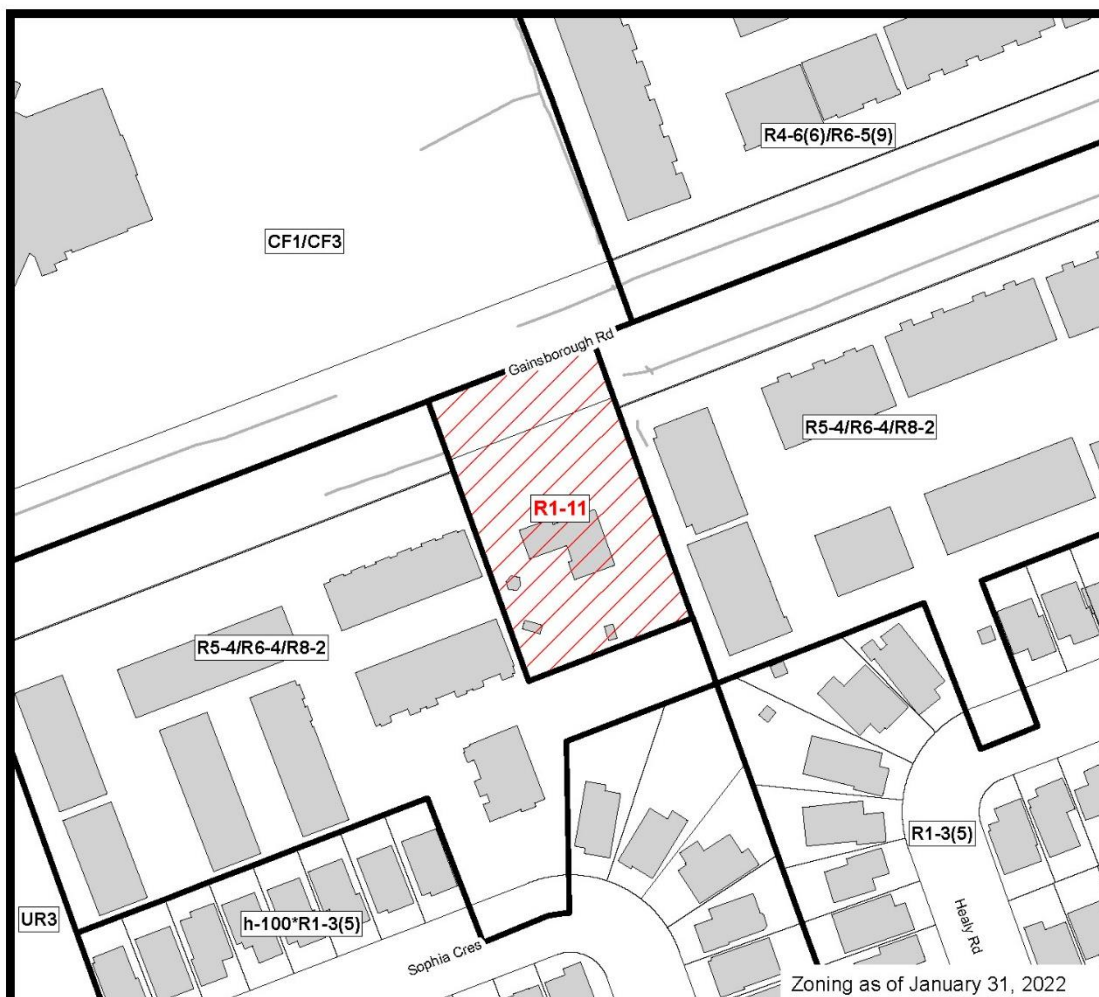 R4-6(6)/R6-5(9)
CF1/CF3
Gainsborough Rd
R5-4/R6-4/R8-2
R1-11
R5-4/R6-4/R8-2
R1-3(5)
UR3
h-100*R1-3(5)
Sophia Cres
Healy Rd
Zoning as of January 31, 2022